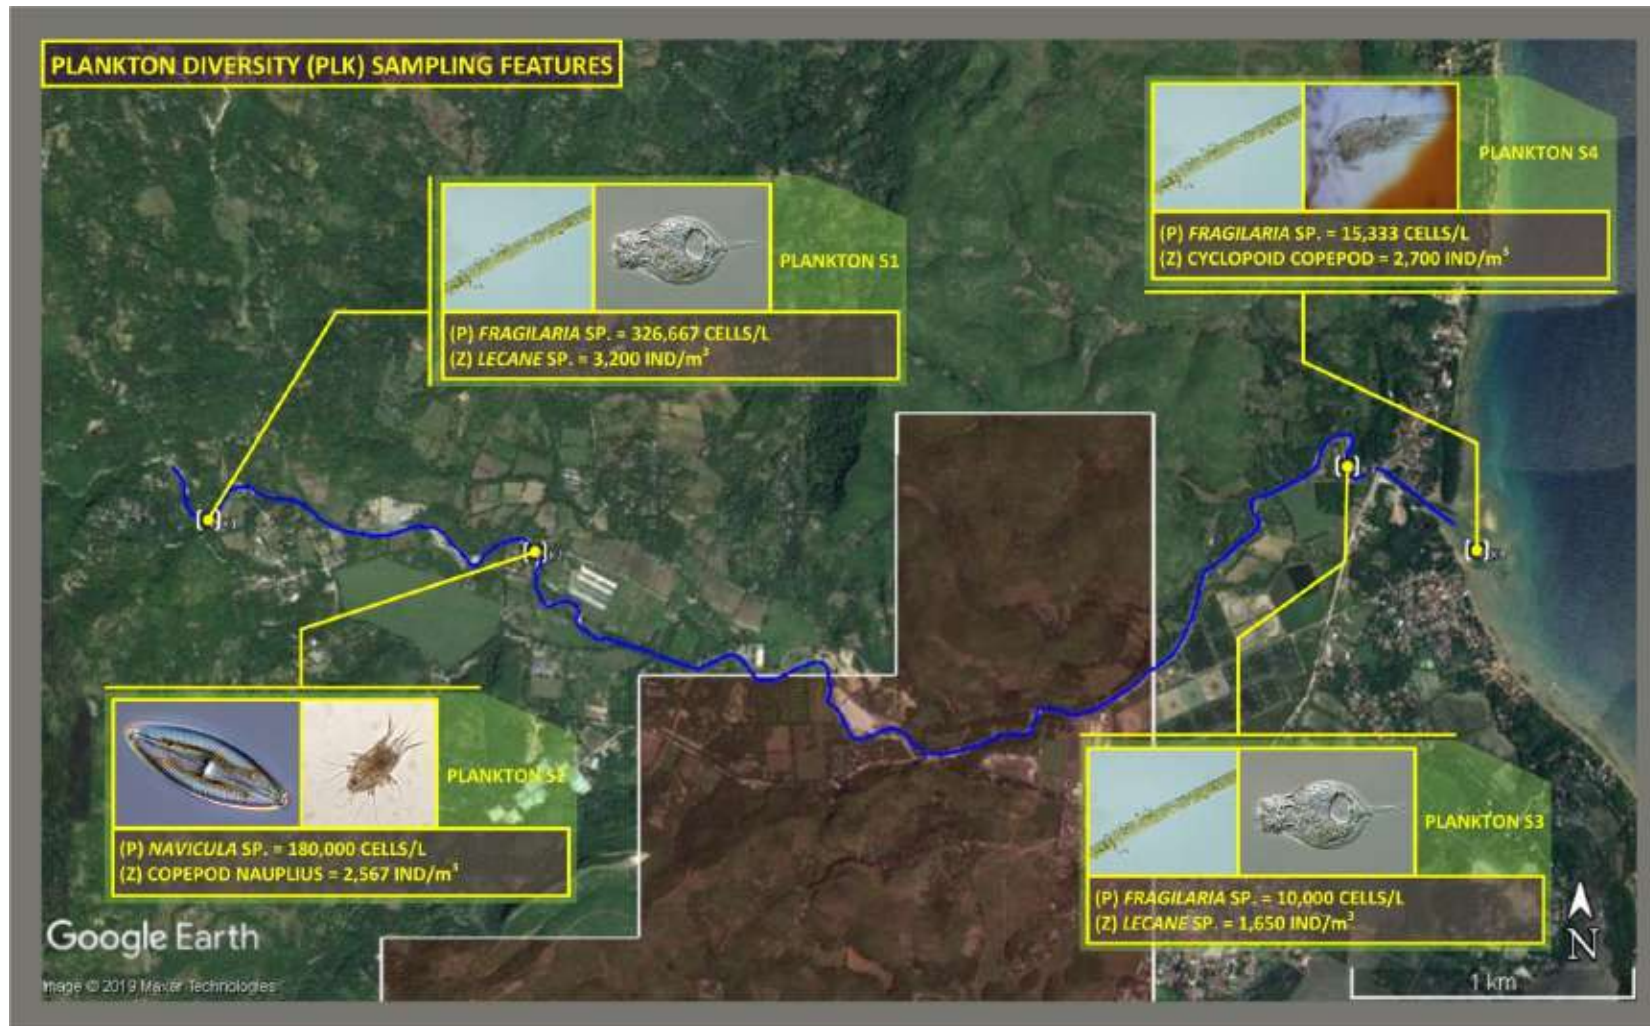 PLANKTON DIVERSITY (PLK) SAMPLING FEATURES
PLANKTON S4
(P) FRAGILARIA SP. = 15,333 CELLS/L
(Z) CYCLOPOID COPEPOD = 2,700 IND/m³
PLANKTON S1
(P) FRAGILARIA SP. = 326,667 CELLS/L
(Z) LECANE SP. = 3,200 IND/m³
PLANKTON S2
(P) NAVICULA SP. = 180,000 CELLS/L
(Z) COPEPOD NAUPLIUS = 2,567 IND/m³
PLANKTON S3
(P) FRAGILARIA SP. = 10,000 CELLS/L
(Z) LECANE SP. = 1,650 IND/m³
Google Earth
Image © 2019 Maxar Technologies
N
1 km